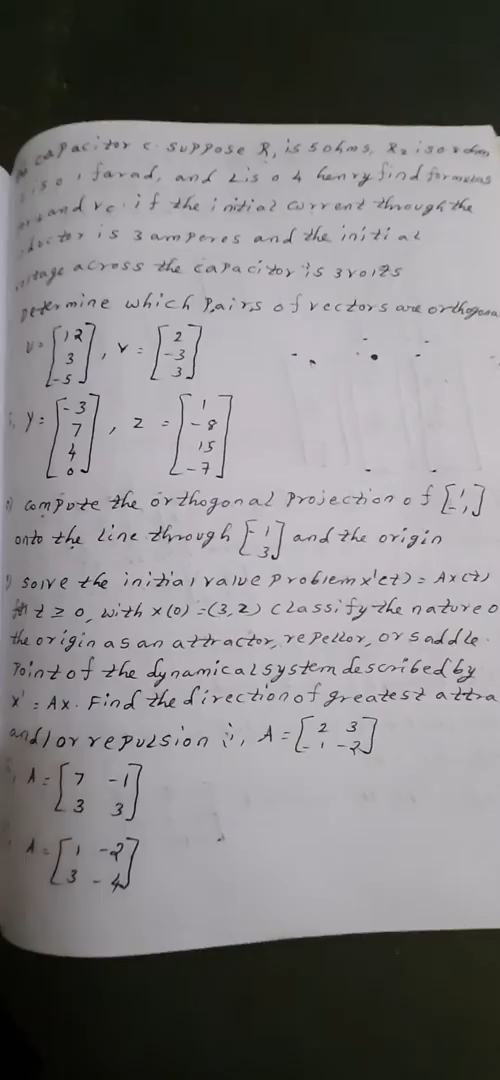 capacitor c. suppose R, is 5 ohms, R2 is 0.8 ohm
is 0.1 farad, and L is 0.4 henry find formulas
and vc. if the initial current through the
is 3 amperes and the initial
across the capacitor is 3 volts
Determine which pairs of vectors are orthogona
U = [12 3 -5], v = [2 -3 3]
y = [-3 7 4 0], z = [1 -8 15 -7]
compute the orthogonal projection of [1 -1]
onto the line through [-1 3] and the origin
solve the initial value problem x'(t) = Ax(t)
t ≥ 0, with x(0) = (3,2) classify the nature o
the origin as an attractor, repellor, or saddle.
point of the dynamical system described by
x' = Ax. Find the direction of greatest attra
and/or repulsion i, A = [2 3 -1 -2]
A = [7 -1 3 3]
A = [1 -2 3 -4]